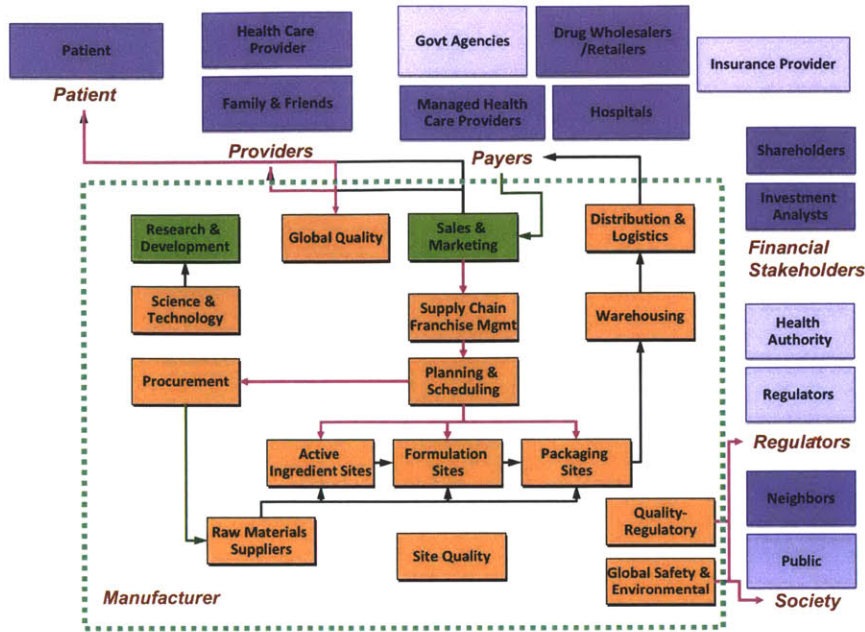 Patient
Patient
Health Care
Provider
Family & Friends
Providers
Govt Agencies
Drug Wholesalers
/Retailers
Managed Health
Care Providers
Hospitals
Payers
Insurance Provider
Shareholders
Investment
Analysts
Financial
Stakeholders
Research &
Development
Global Quality
Sales &
Marketing
Distribution &
Logistics
Science &
Technology
Supply Chain
Franchise Mgmt
Warehousing
Health
Authority
Procurement
Planning &
Scheduling
Regulators
Regulators
Active
Ingredient Sites
Formulation
Sites
Packaging
Sites
Raw Materials
Suppliers
Site Quality
Quality-
Regulatory
Neighbors
Global Safety &
Environmental
Public
Society
Manufacturer